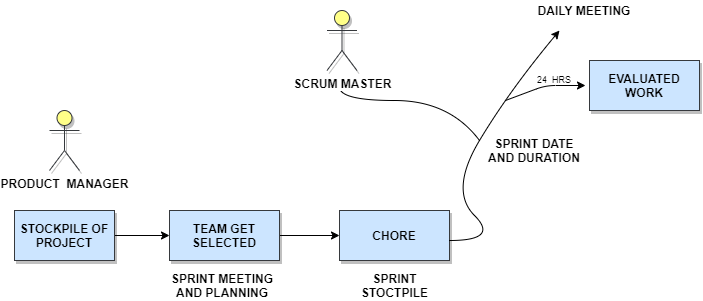 DAILY MEETING
SCRUM MASTER
24 HRS
EVALUATED
WORK
SPRINT DATE
AND DURATION
PRODUCT MANAGER
STOCKPILE OF
PROJECT
TEAM GET
SELECTED
CHORE
SPRINT MEETING
AND PLANNING
SPRINT
STOCTPILE